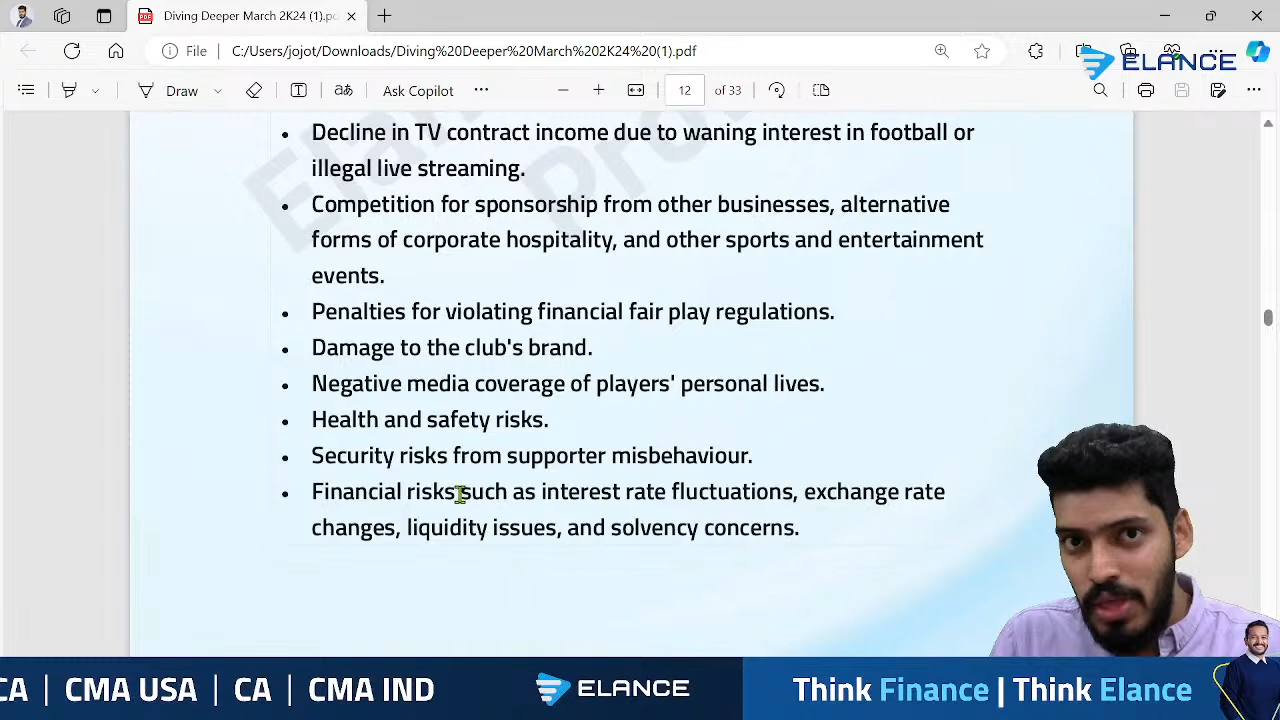 Diving Deeper March 2K24 (1).pd
File
C:/Users/jojot/Downloads/Diving%20Deeper%20March%202K24%20(1).pdf
ELANCE
Draw
Ask Copilot
12
of 33
Decline in TV contract income due to waning interest in football or
illegal live streaming.
Competition for sponsorship from other businesses, alternative
forms of corporate hospitality, and other sports and entertainment
events.
Penalties for violating financial fair play regulations.
Damage to the club's brand.
Negative media coverage of players' personal lives.
Health and safety risks.
Security risks from supporter misbehaviour.
Financial risks such as interest rate fluctuations, exchange rate
changes, liquidity issues, and solvency concerns.
CA | CMA USA | CA | CMA IND
ELANCE
Think Finance | Think Elance